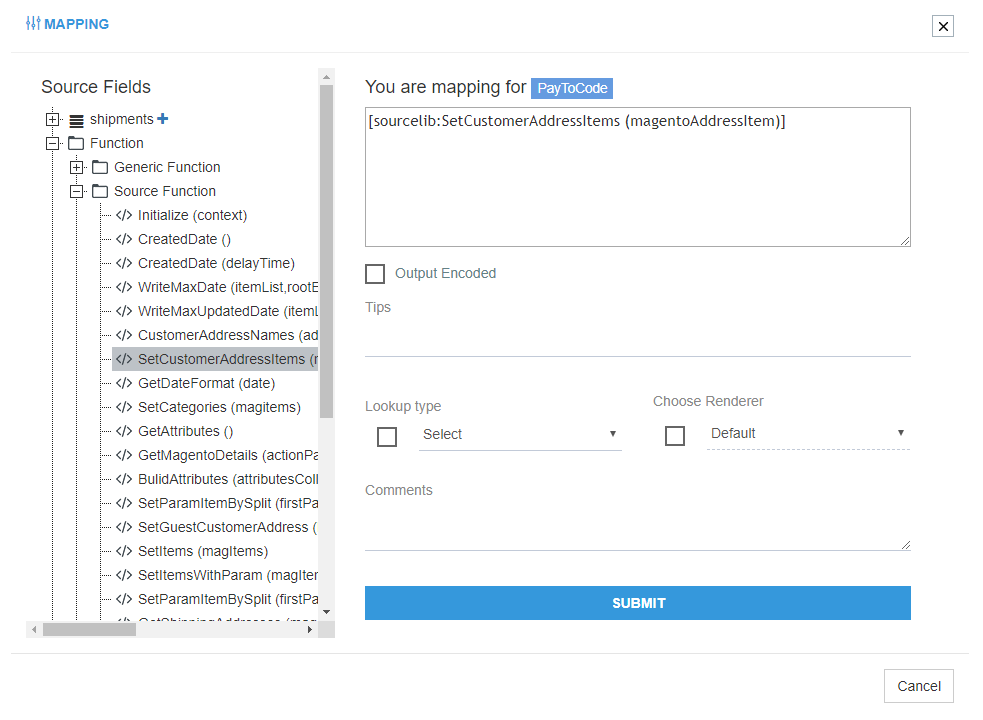 MAPPING
Source Fields
shipments
Function
Generic Function
Source Function
Initialize (context)
CreatedDate ()
CreatedDate (delayTime)
WriteMaxDate (itemList,rootE
WriteMaxUpdatedDate (itemL
CustomerAddressNames (ad
SetCustomerAddressItems (r
GetDateFormat (date)
SetCategories (magitems)
GetAttributes ()
GetMagentoDetails (actionPa
BulidAttributes (attributesColl
SetParamItemBySplit (firstPa
SetGuestCustomerAddress (
SetItems (magItems)
SetItemsWithParam (magIter
SetParamItemBySplit (firstPa
You are mapping for PayToCode
[sourcelib:SetCustomerAddressItems (magentoAddressItem)]
Output Encoded
Tips
Lookup type
Select
Choose Renderer
Default
Comments
SUBMIT
Cancel